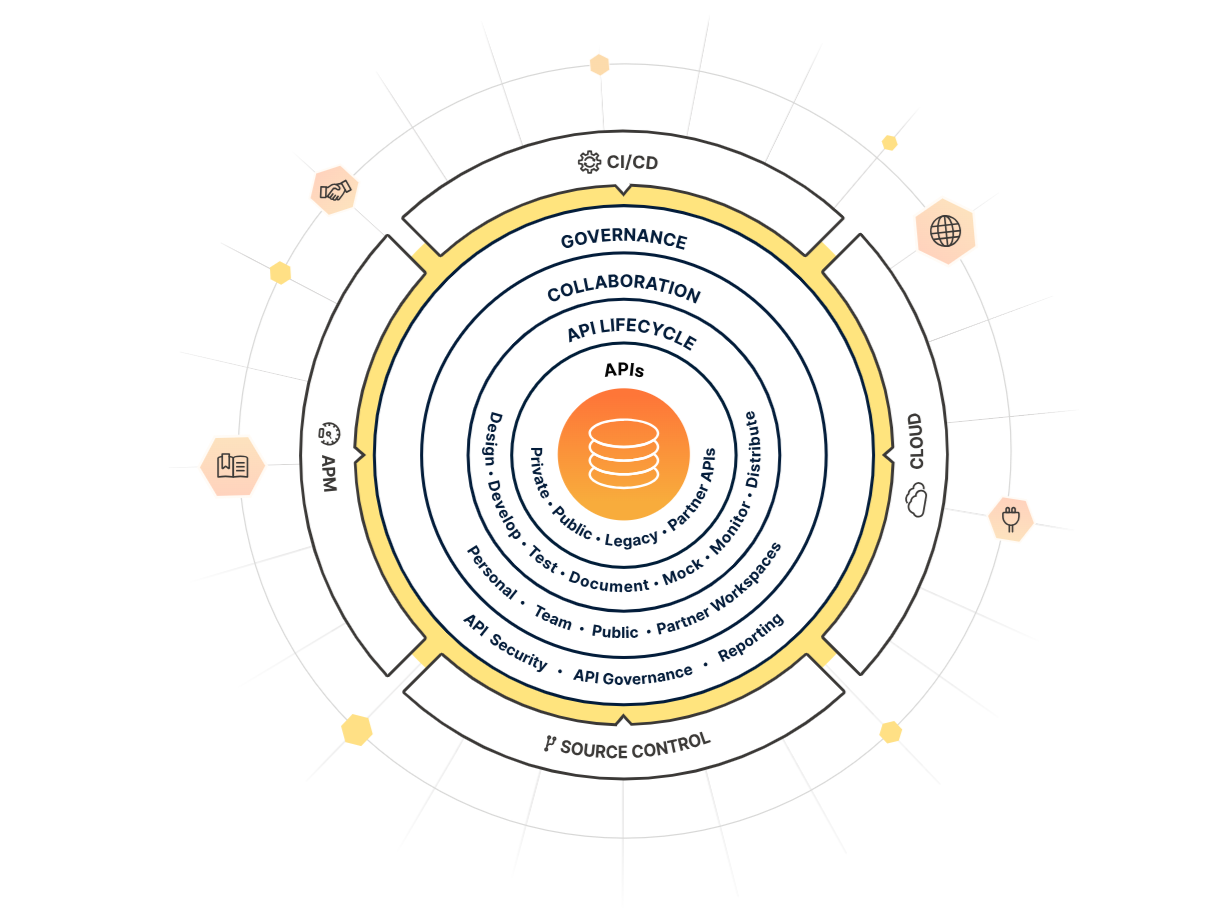 CI/CD
GOVERNANCE
COLLABORATION
API LIFECYCLE
APIs
Private • Public • Legacy • Partner APIs
Design • Develop • Test • Document • Mock • Monitor • Distribute
Personal • Team • Public • Partner Workspaces
API Security • API Governance • Reporting
APM
CLOUD
SOURCE CONTROL